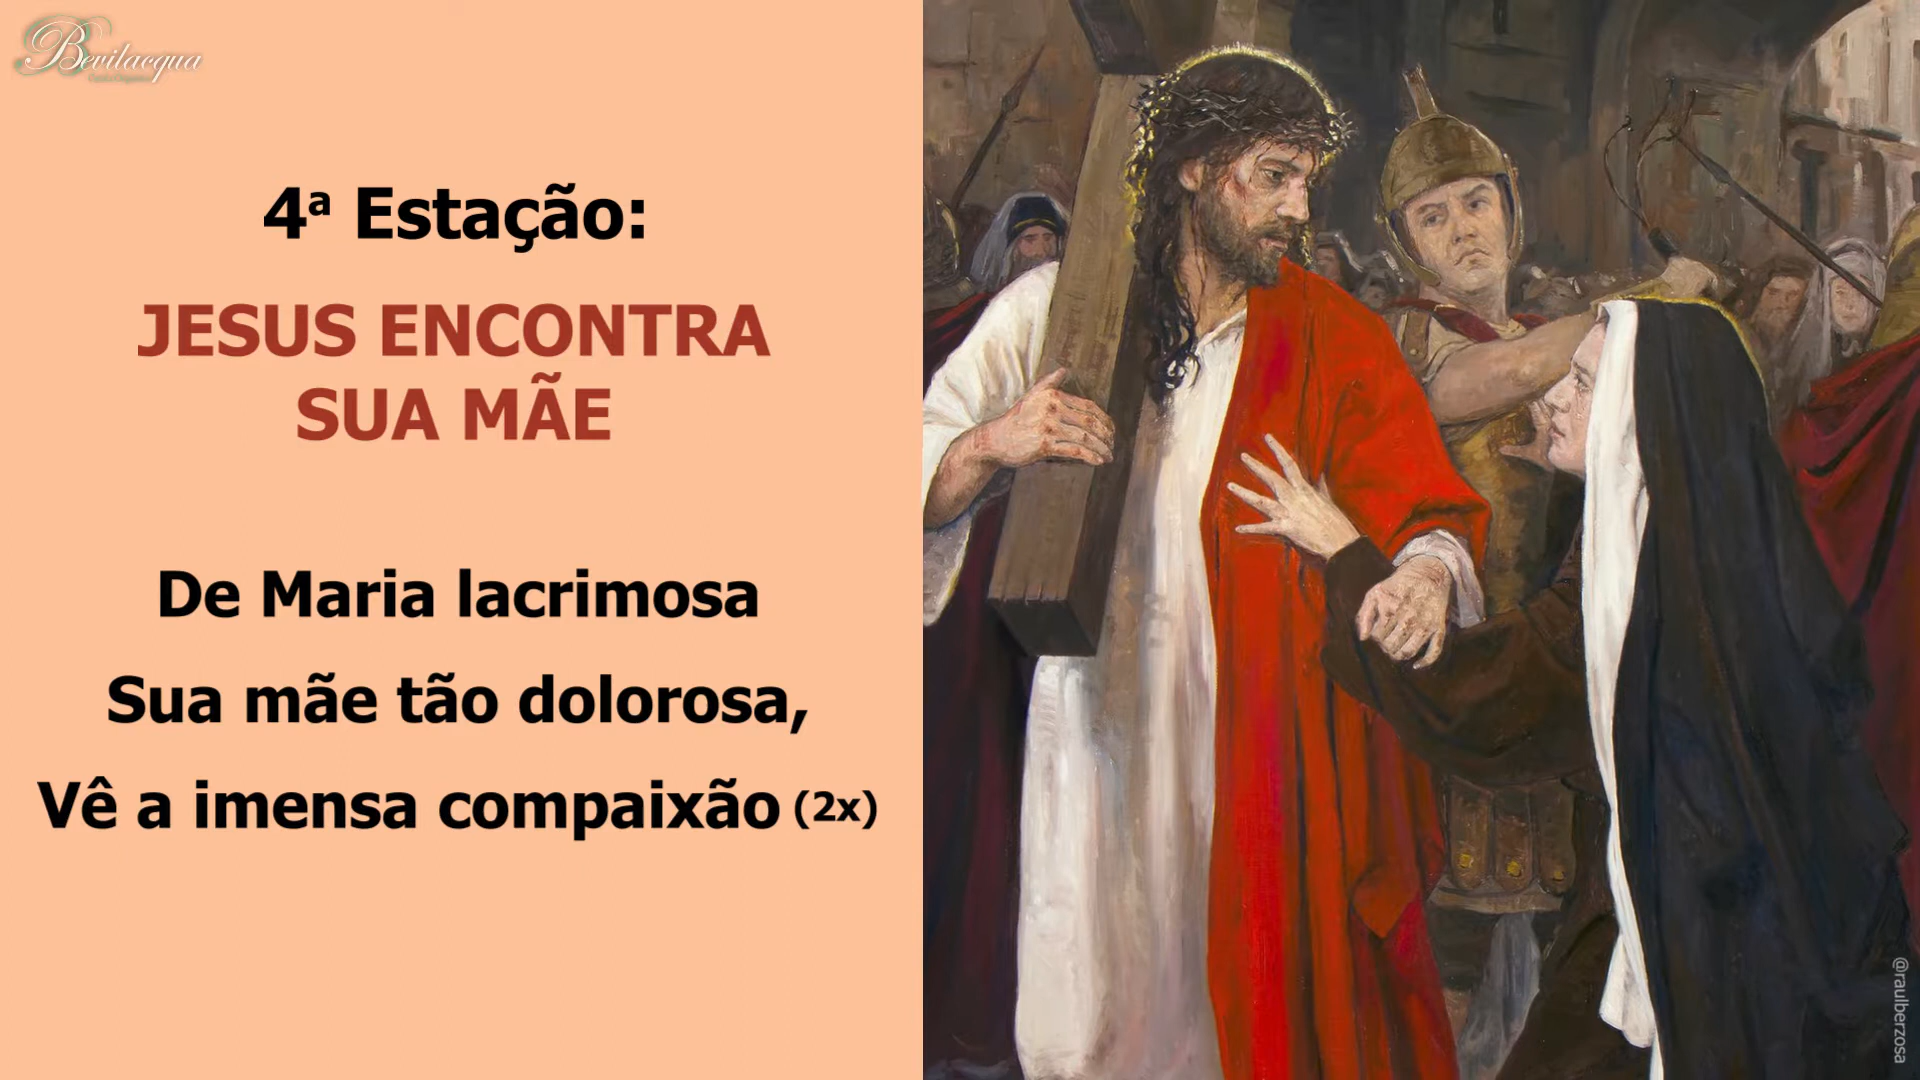 Bevilacqua
4ª Estação:
JESUS ENCONTRA
SUA MÃE
De Maria lacrimosa
Sua mãe tão dolorosa,
Vê a imensa compaixão (2x)
@raulberzosa